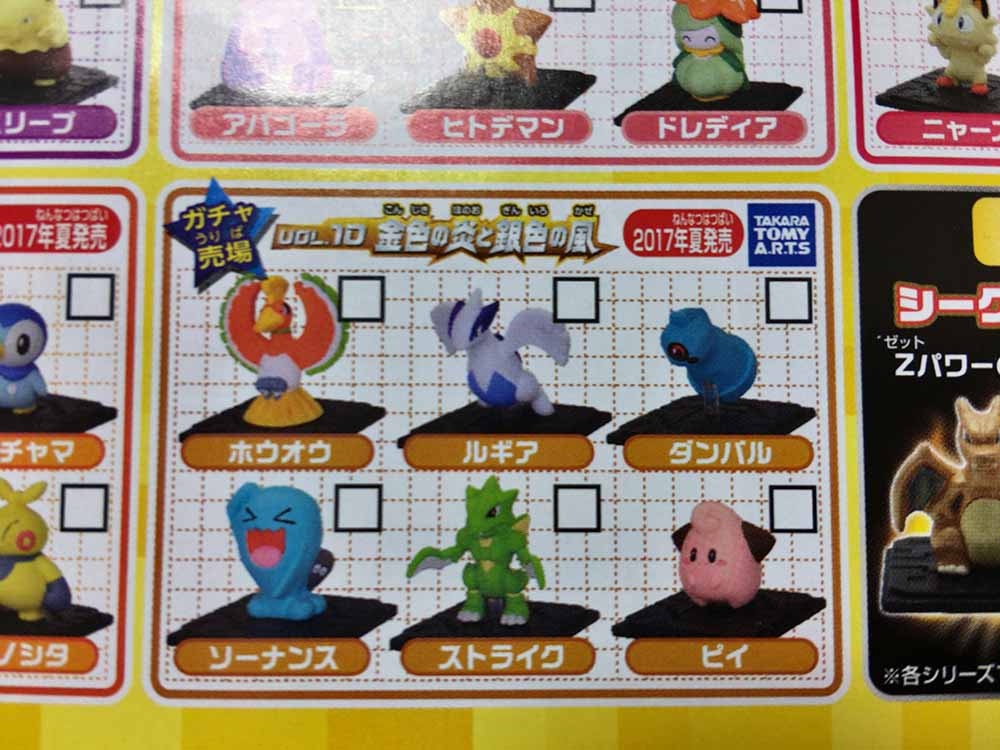 リープ
アバゴーラ
ヒトデマン
ドレディア
ニャー
ねんなつはつばい
2017年夏発売
ガチャ
うりば
売場
こんじき ほのお ぎんいろ かぜ
VOL.10 金色の炎と銀色の風
ねんなつはつばい
2017年夏発売
TAKARA
TOMY
A.R.T.S
チャマ
ホウオウ
ルギア
ダンバル
ノシタ
ソーナンス
ストライク
ピィ
シーク
ゼット
Zパワー
※各シリーズ